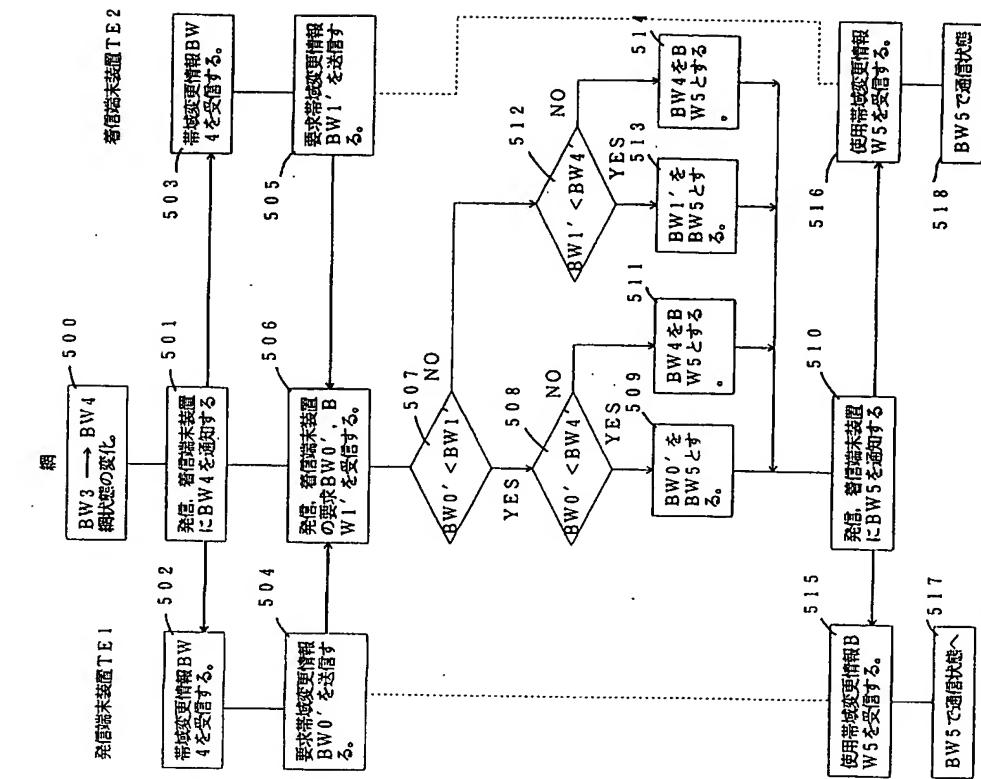 網
発信端末装置TE1
着信端末装置TE2
500
BW3 → BW4
網状態の変化
501
発信、着信端末装置
にBW4を通知する
502
帯域変更情報BW
4を受信する。
503
帯域変更情報BW
4を受信する。
504
要求帯域変更情報
BW0'を送信す
る。
505
要求帯域変更情報
BW1'を送信す
る。
506
発信、着信端末装置
の要求BW0'、B
W1'を受信する。
507
BW0'<BW1'
NO
YES
508
BW0'<BW4
NO
YES
512
BW1'<BW4
NO
YES
509
BW0'を
BW5とす
る。
511
BW4をB
W5とする
。
513
BW1'を
BW5とす
る。
514
BW4をB
W5とする
。
510
発信、着信端末装置
にBW5を通知する
515
使用帯域変更情報B
W5を受信する。
516
使用帯域変更情報B
W5を受信する。
517
BW5で通信状態へ
518
BW5で通信状態